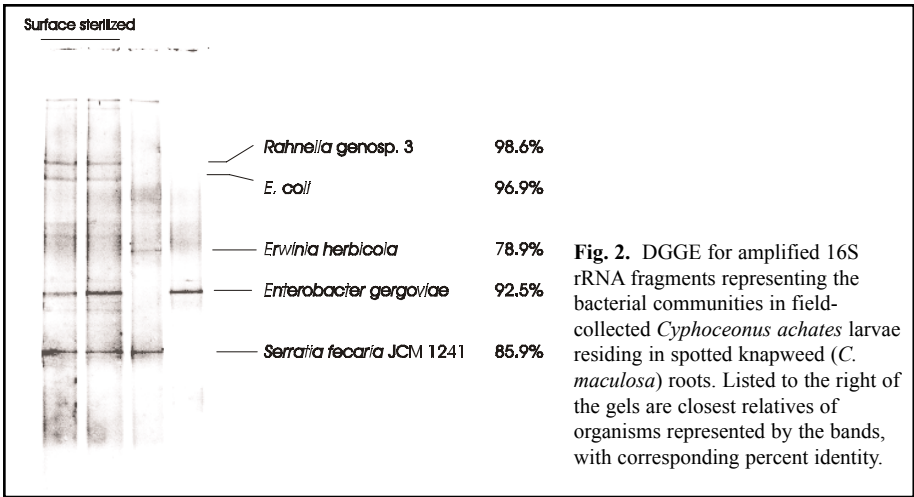 Surface sterilized
Rahnella genosp. 3 98.6%
E. coli 96.9%
Erwinia herbicola 78.9%
Enterobacter gergoviae 92.5%
Serratia fecaria JCM 1241 85.9%
Fig. 2. DGGE for amplified 16S
rRNA fragments representing the
bacterial communities in field-
collected Cyphoceonus achates larvae
residing in spotted knapweed (C.
maculosa) roots. Listed to the right of
the gels are closest relatives of
organisms represented by the bands,
with corresponding percent identity.